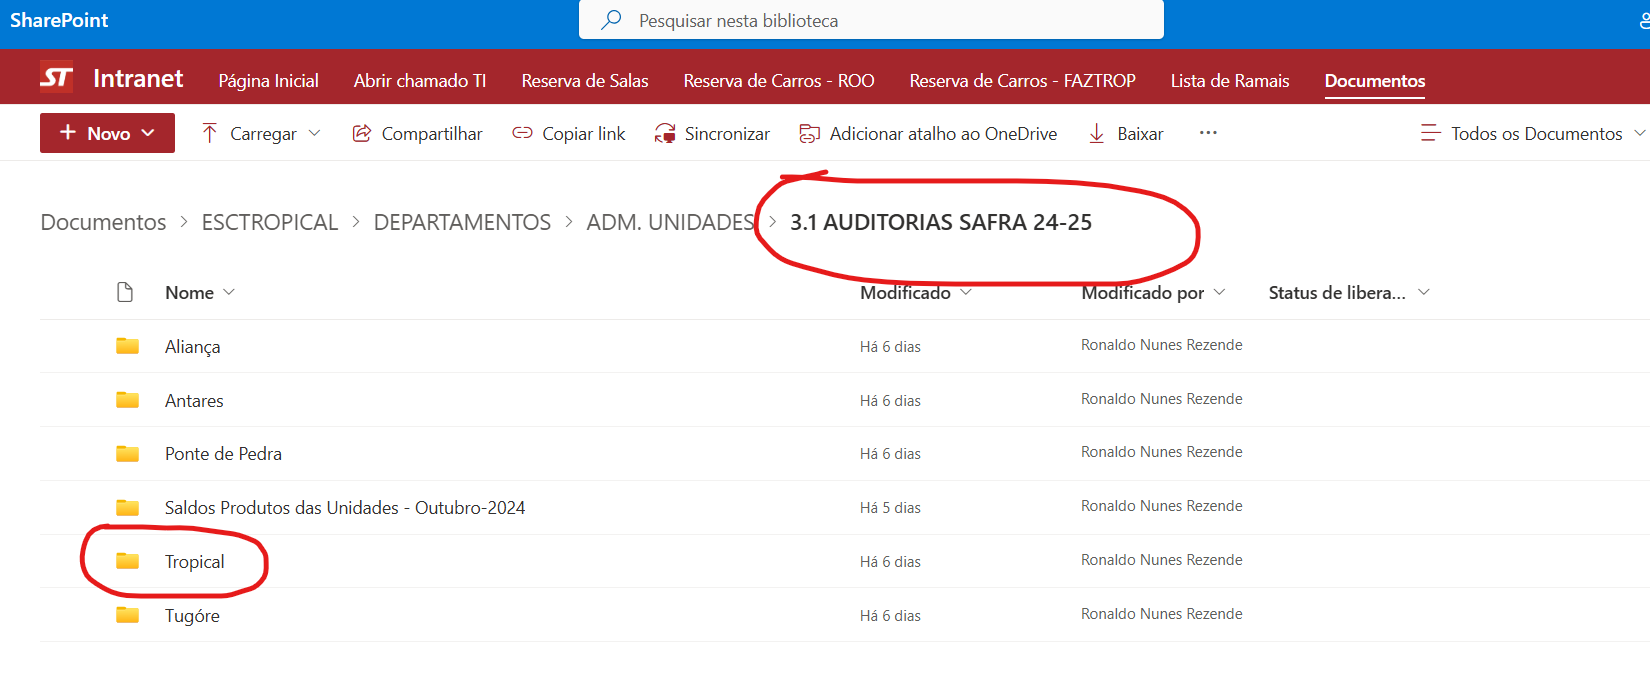 SharePoint
Pesquisar nesta biblioteca
ST Intranet Página Inicial Abrir chamado TI Reserva de Salas Reserva de Carros - ROO Reserva de Carros - FAZTROP Lista de Ramais Documentos
+ Novo Carregar Compartilhar Copiar link Sincronizar Adicionar atalho ao OneDrive Baixar ... Todos os Documentos
Documentos > ESCTROPICAL > DEPARTAMENTOS > ADM. UNIDADES > 3.1 AUDITORIAS SAFRA 24-25
Nome Modificado Modificado por Status de libera...
Aliança Há 6 dias Ronaldo Nunes Rezende
Antares Há 6 dias Ronaldo Nunes Rezende
Ponte de Pedra Há 6 dias Ronaldo Nunes Rezende
Saldos Produtos das Unidades - Outubro-2024 Há 5 dias Ronaldo Nunes Rezende
Tropical Há 6 dias Ronaldo Nunes Rezende
Tugóre Há 6 dias Ronaldo Nunes Rezende